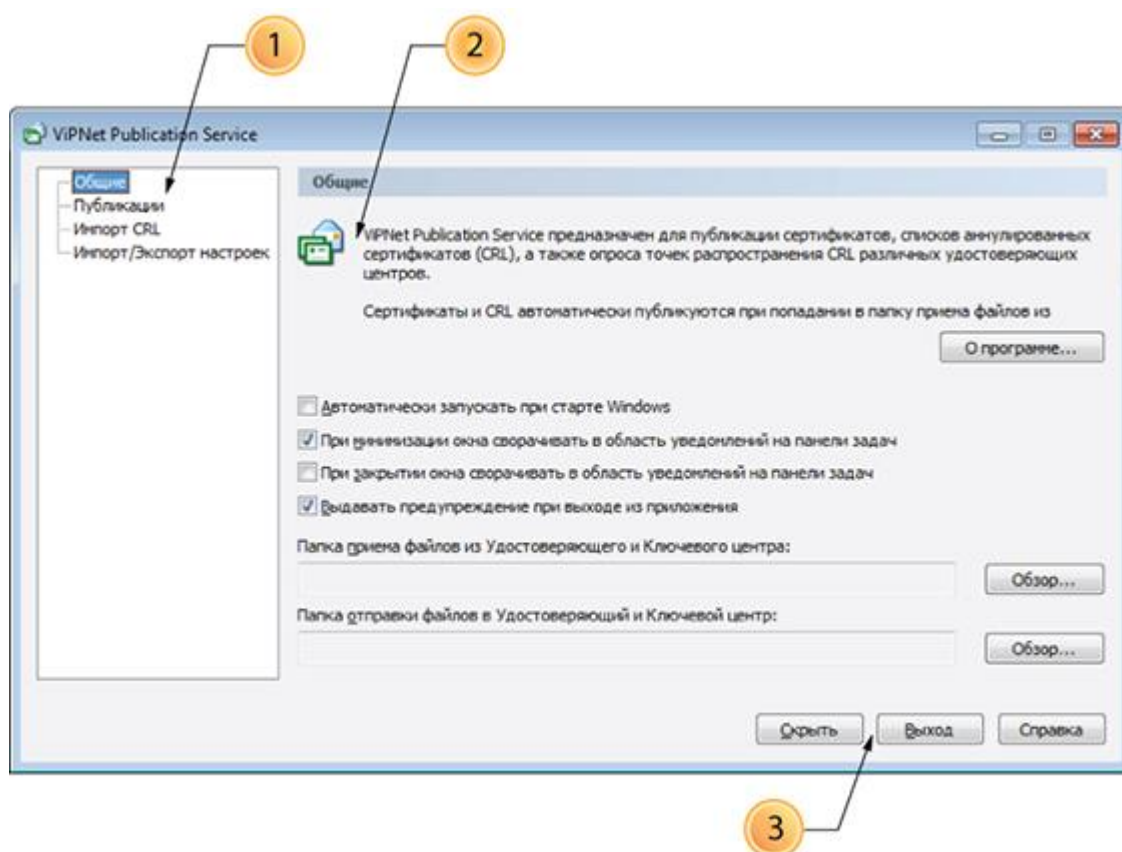 1
2
ViPNet Publication Service
Общие
Публикации
Импорт CRL
Импорт/Экспорт настроек
Общие
ViPNet Publication Service предназначен для публикации сертификатов, списков аннулированных
сертификатов (CRL), а также опроса точек распространения CRL различных удостоверяющих
центров.
Сертификаты и CRL автоматически публикуются при попадании в папку приема файлов из
О программе...
Автоматически запускать при старте Windows
При минимизации окна сворачивать в область уведомлений на панели задач
При закрытии окна сворачивать в область уведомлений на панели задач
Выдавать предупреждение при выходе из приложения
Папка приема файлов из Удостоверяющего и Ключевого центра:
Обзор...
Папка отправки файлов в Удостоверяющий и Ключевой центр:
Обзор...
Скрыть
Выход
Справка
3